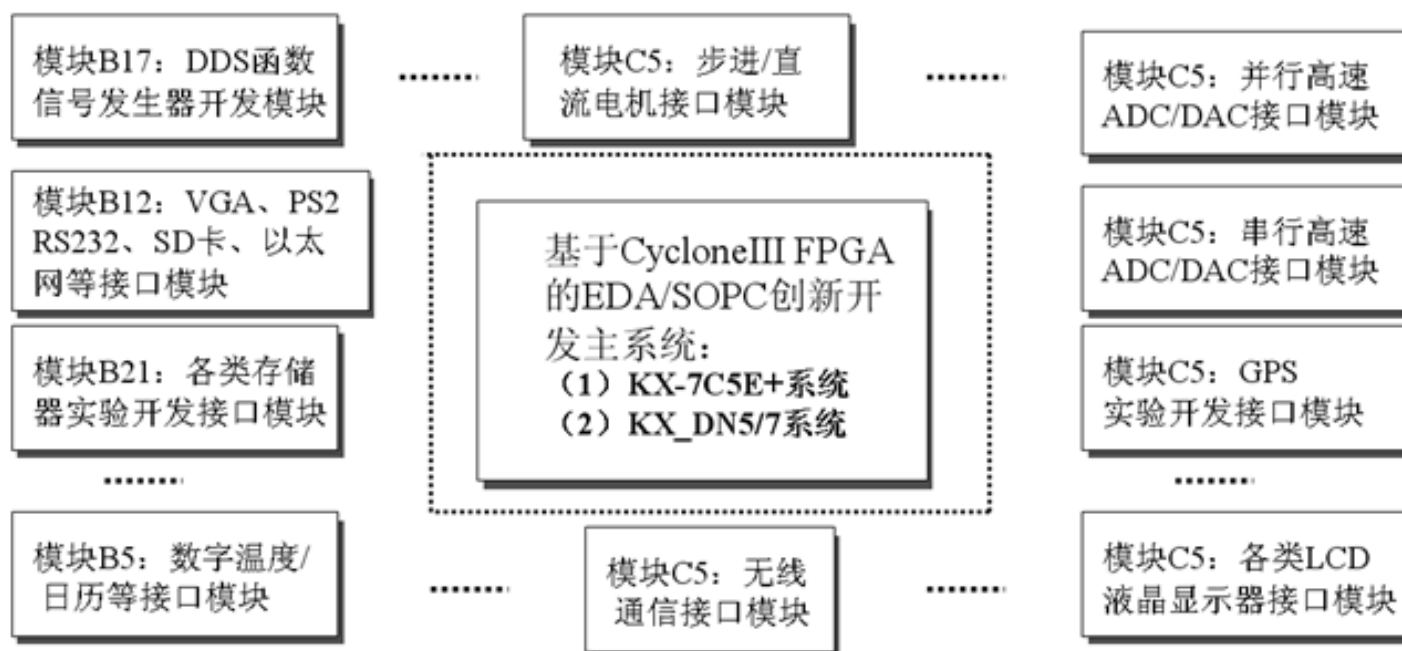 模块B17：DDS函数
信号发生器开发模块
模块C5：步进/直
流电机接口模块
模块C5：并行高速
ADC/DAC接口模块
模块B12：VGA、PS2
RS232、SD卡、以太
网等接口模块
基于CycloneIII FPGA
的EDA/SOPC创新开
发主系统：
（1）KX-7C5E+系统
（2）KX_DN5/7系统
模块C5：串行高速
ADC/DAC接口模块
模块B21：各类存储
器实验开发接口模块
模块C5：GPS
实验开发接口模块
模块B5：数字温度/
日历等接口模块
模块C5：无线
通信接口模块
模块C5：各类LCD
液晶显示器接口模块